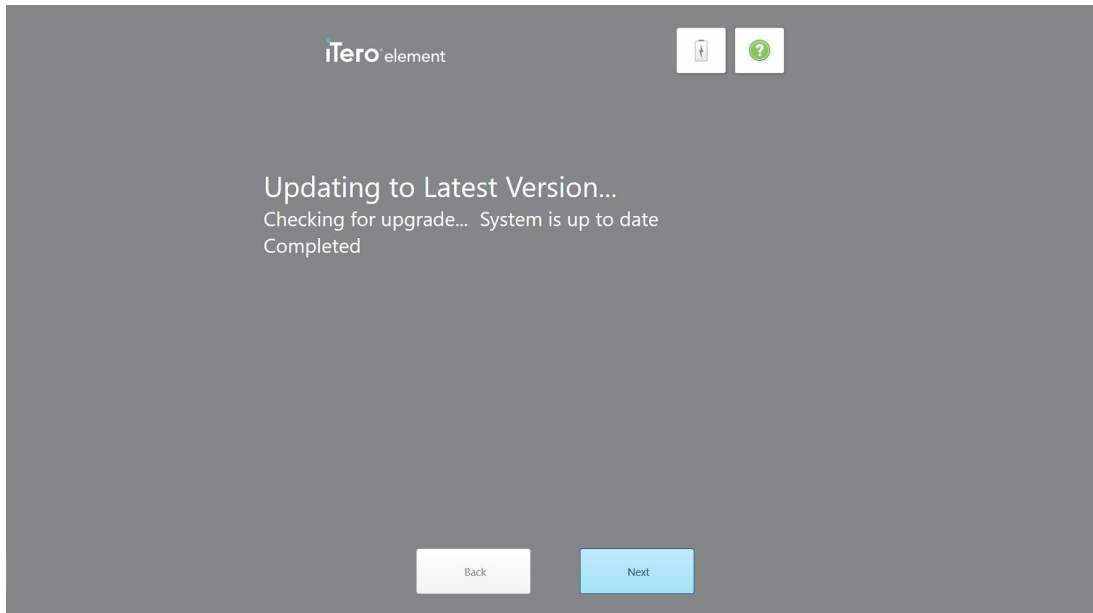 iTero element
?
Updating to Latest Version...
Checking for upgrade... System is up to date
Completed
Back
Next